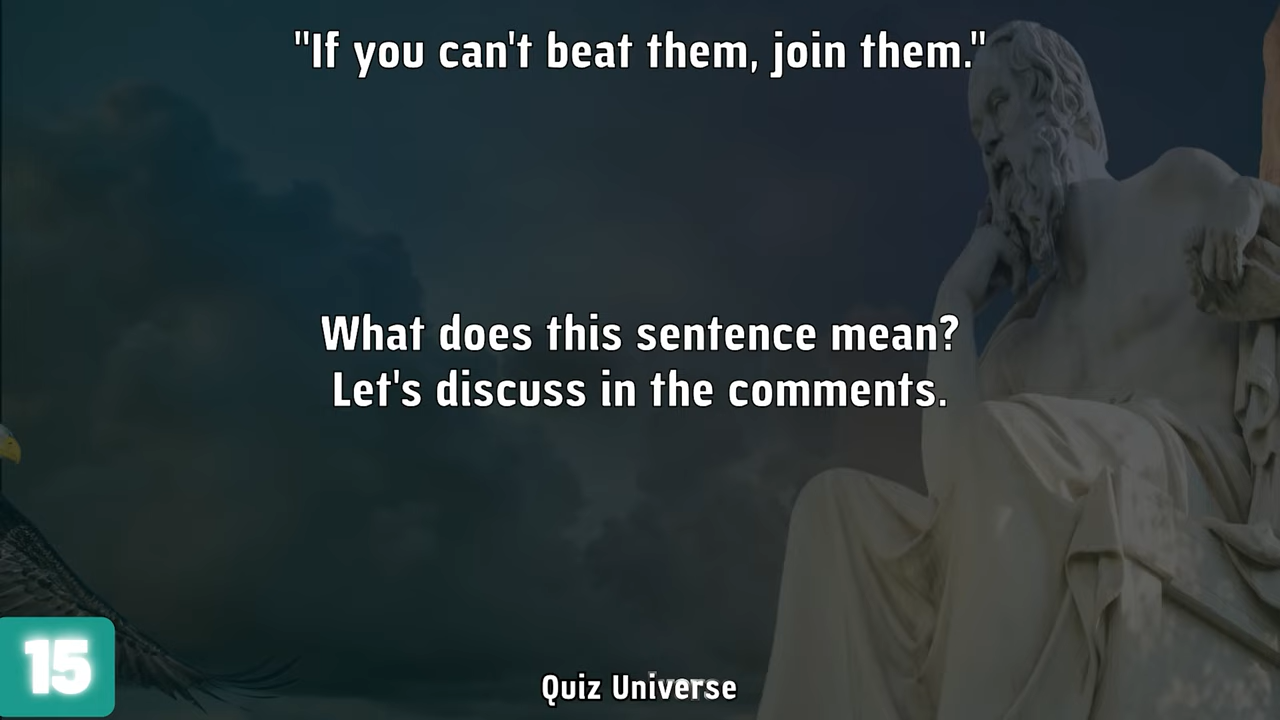 "If you can't beat them, join them."
What does this sentence mean?
Let's discuss in the comments.
15
Quiz Universe